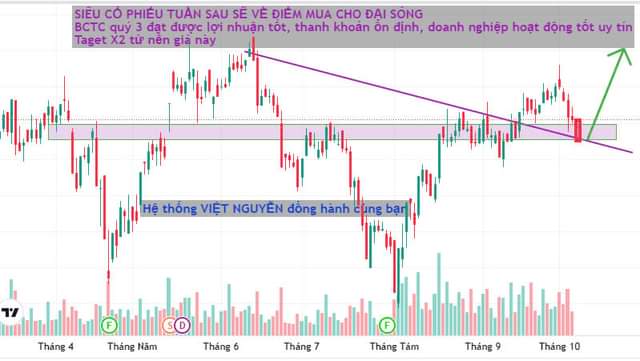 SIÊU CỔ PHIẾU TUẦN SAU SẼ VỀ ĐIỂM MUA CHO ĐẠI SÓNG
BCTC quý 3 đạt được lợi nhuận tốt, thanh khoản ổn định, doanh nghiệp hoạt động tốt uy tín
Taget X2 từ nền giá này
Hệ thống VIỆT NGUYỄN đồng hành cùng bạn
F S D F
Tháng 4 Tháng Năm Tháng 6 Tháng 7 Tháng Tám Tháng 9 Tháng 10